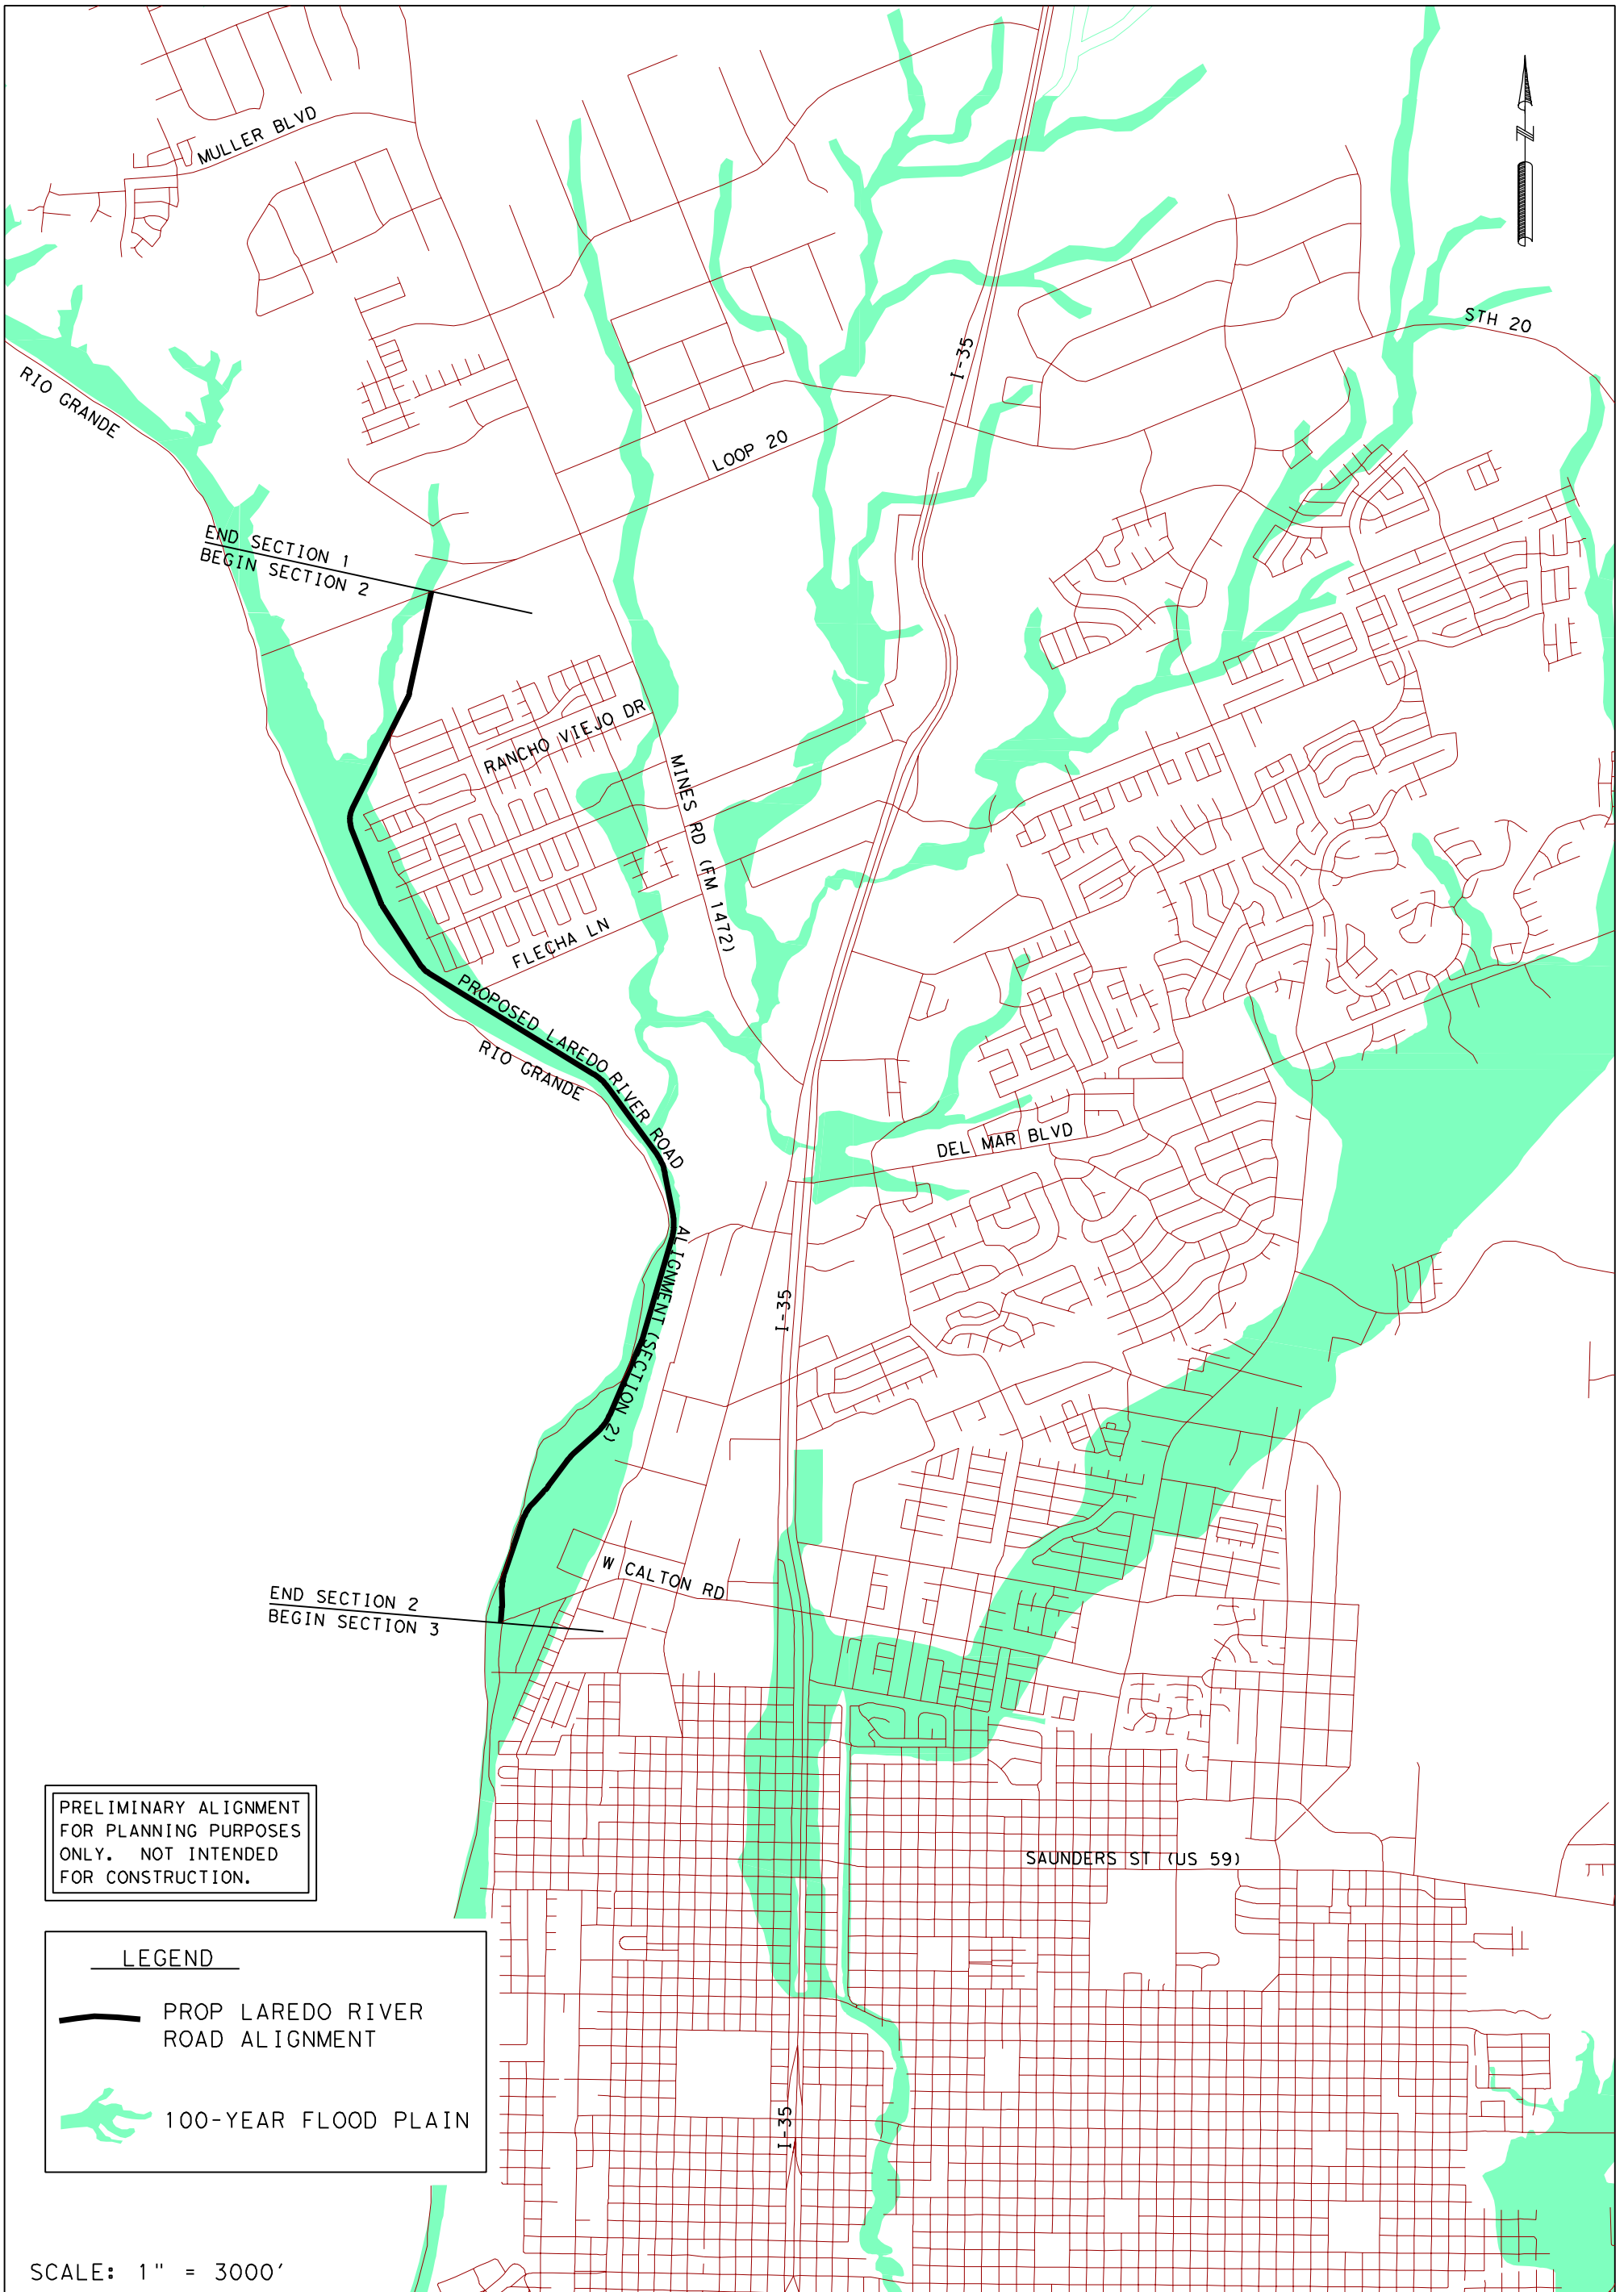 MULLER BLVD
N
STH 20
I-35
RIO GRANDE
LOOP 20
END SECTION 1
BEGIN SECTION 2
RANCHO VIEJO DR
MINES RD (FM 1472)
FLECHA LN
PROPOSED LAREDO RIVER ROAD
ALIGNMENT (SECTION 2)
RIO GRANDE
DEL MAR BLVD
I-35
W CALTON RD
END SECTION 2
BEGIN SECTION 3
PRELIMINARY ALIGNMENT
FOR PLANNING PURPOSES
ONLY. NOT INTENDED
FOR CONSTRUCTION.
SAUNDERS ST (US 59)
LEGEND
PROP LAREDO RIVER
ROAD ALIGNMENT
100-YEAR FLOOD PLAIN
I-35
SCALE: 1" = 3000'